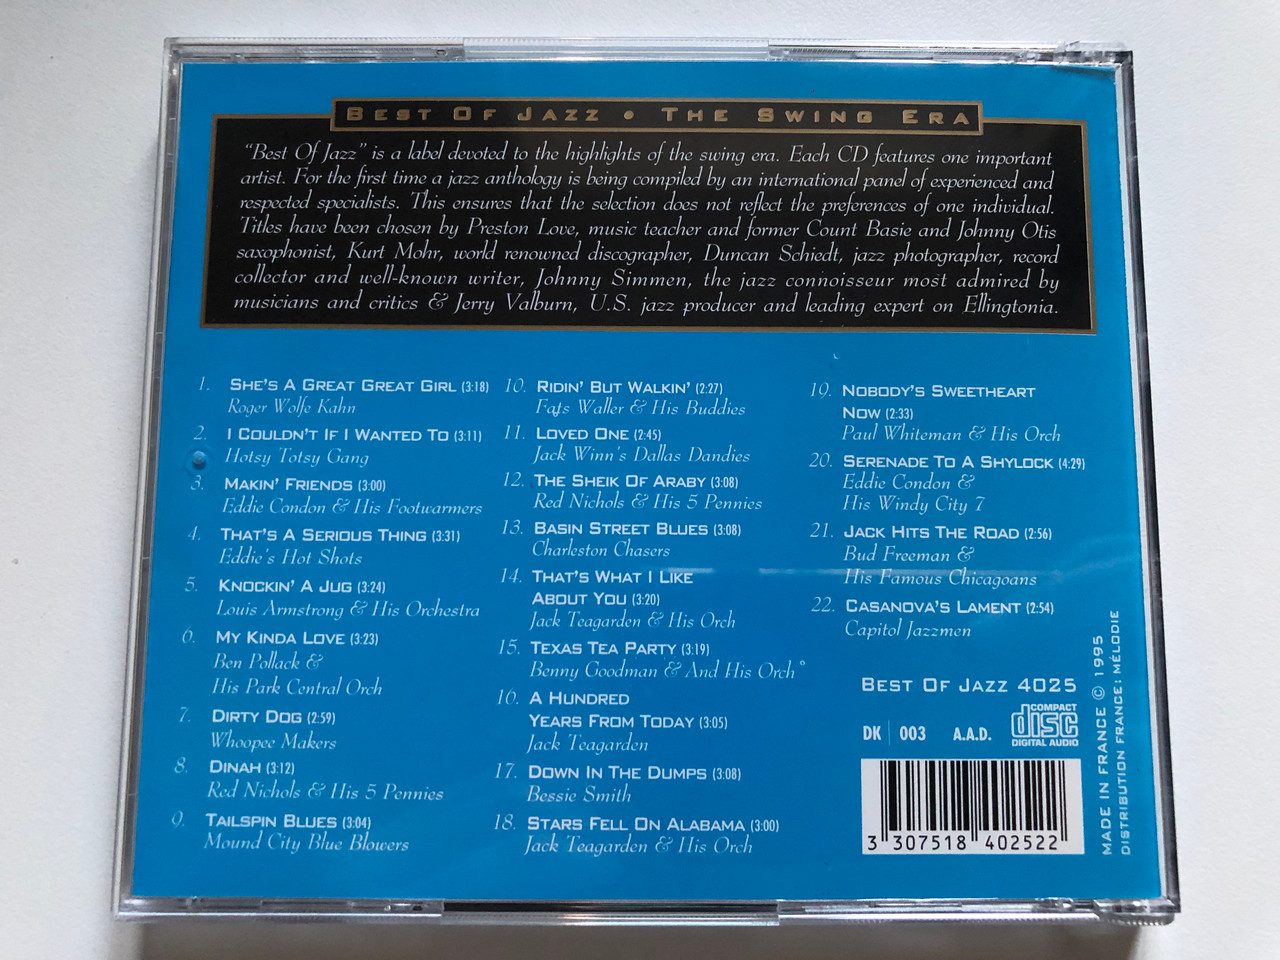 BEST OF JAZZ • THE SWING ERA
"Best Of Jazz" is a label devoted to the highlights of the swing era. Each CD features one important
artist. For the first time a jazz anthology is being compiled by an international panel of experienced and
respected specialists. This ensures that the selection does not reflect the preferences of one individual.
Titles have been chosen by Preston Love, music teacher and former Count Basie and Johnny Otis
saxophonist, Kurt Mohr, world renowned discographer, Duncan Schiedt, jazz photographer, record
collector and well-known writer, Johnny Simmen, the jazz connoisseur most admired by
musicians and critics & Jerry Valburn, U.S. jazz producer and leading expert on Ellingtonia.
1. SHE'S A GREAT GREAT GIRL (3:18)
Roger Wolfe Kahn
2. I COULDN'T IF I WANTED TO (3:11)
Hotsy Totsy Gang
3. MAKIN' FRIENDS (3:00)
Eddie Condon & His Footwarmers
4. THAT'S A SERIOUS THING (3:31)
Eddie's Hot Shots
5. KNOCKIN' A JUG (3:24)
Louis Armstrong & His Orchestra
6. MY KINDA LOVE (3:23)
Ben Pollack &
His Park Central Orch
7. DIRTY DOG (2:59)
Whoopee Makers
8. DINAH (3:12)
Red Nichols & His 5 Pennies
9. TAILSPIN BLUES (3:04)
Mound City Blue Blowers
10. RIDIN' BUT WALKIN' (2:27)
Fats Waller & His Buddies
11. LOVED ONE (2:45)
Jack Winn's Dallas Dandies
12. THE SHEIK OF ARABY (3:08)
Red Nichols & His 5 Pennies
13. BASIN STREET BLUES (3:08)
Charleston Chasers
14. THAT'S WHAT I LIKE
ABOUT YOU (3:20)
Jack Teagarden & His Orch
15. TEXAS TEA PARTY (3:19)
Benny Goodman & And His Orch°
16. A HUNDRED
YEARS FROM TODAY (3:05)
Jack Teagarden
17. DOWN IN THE DUMPS (3:08)
Bessie Smith
18. STARS FELL ON ALABAMA (3:00)
Jack Teagarden & His Orch
19. NOBODY'S SWEETHEART
NOW (2:33)
Paul Whiteman & His Orch
20. SERENADE TO A SHYLOCK (4:29)
Eddie Condon &
His Windy City 7
21. JACK HITS THE ROAD (2:56)
Bud Freeman &
His Famous Chicagoans
22. CASANOVA'S LAMENT (2:54)
Capitol Jazzmen
BEST OF JAZZ 4025
DK 003 A.A.D.
COMPACT
disc
DIGITAL AUDIO
3 307518 402522
MADE IN FRANCE © 1995
DISTRIBUTION FRANCE: MÉLODIE